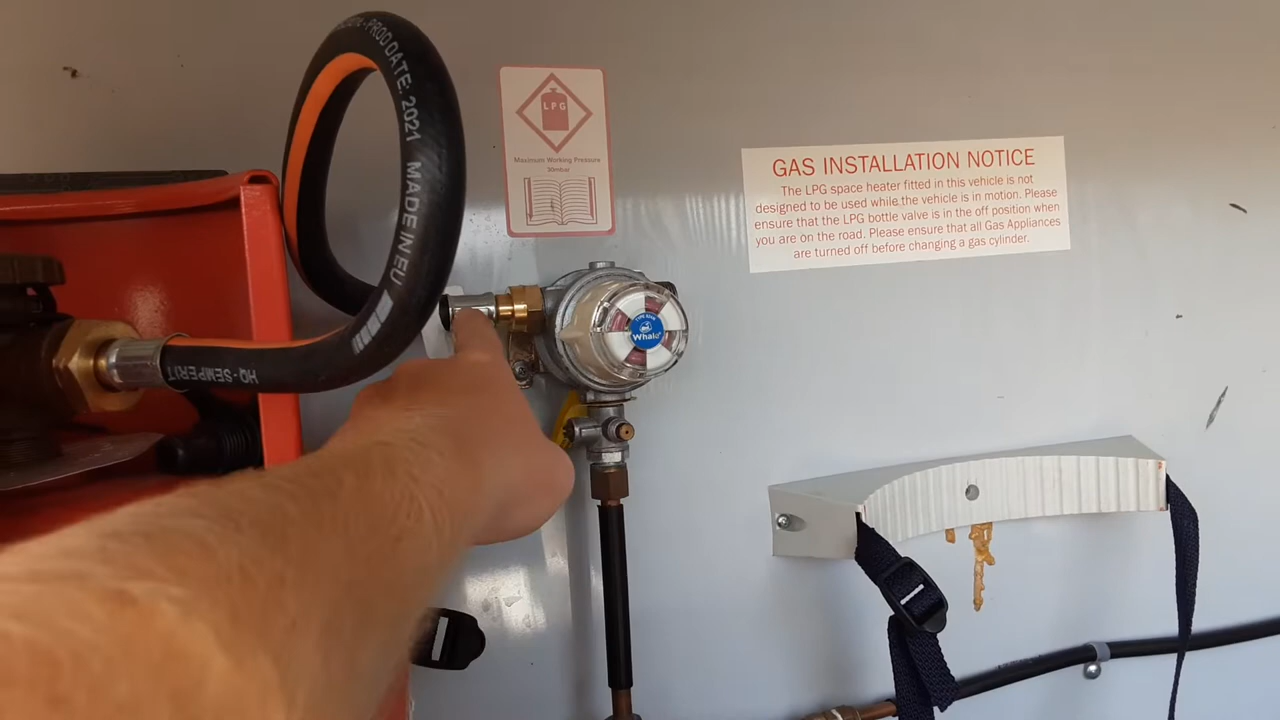 PROD DATE: 2021 MADE IN EU
HQ-SEMPERIT
LPG
Maximum Working Pressure
30mbar
GAS INSTALLATION NOTICE
The LPG space heater fitted in this vehicle is not
designed to be used while the vehicle is in motion. Please
ensure that the LPG bottle valve is in the off position when
you are on the road. Please ensure that all Gas Appliances
are turned off before changing a gas cylinder.
Whale